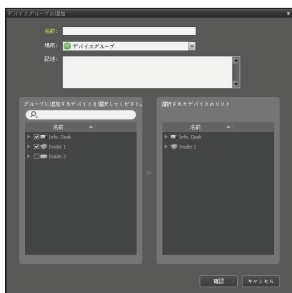 デバイスグループの追加
名前:
場所: デバイスグループ
記述:
グループに追加するデバイスを選択してください。
選択されたデバイスのリスト
名前
名前
Info. Desk
Inside 1
Inside 2
Info. Desk
Inside 1
確認
キャンセル